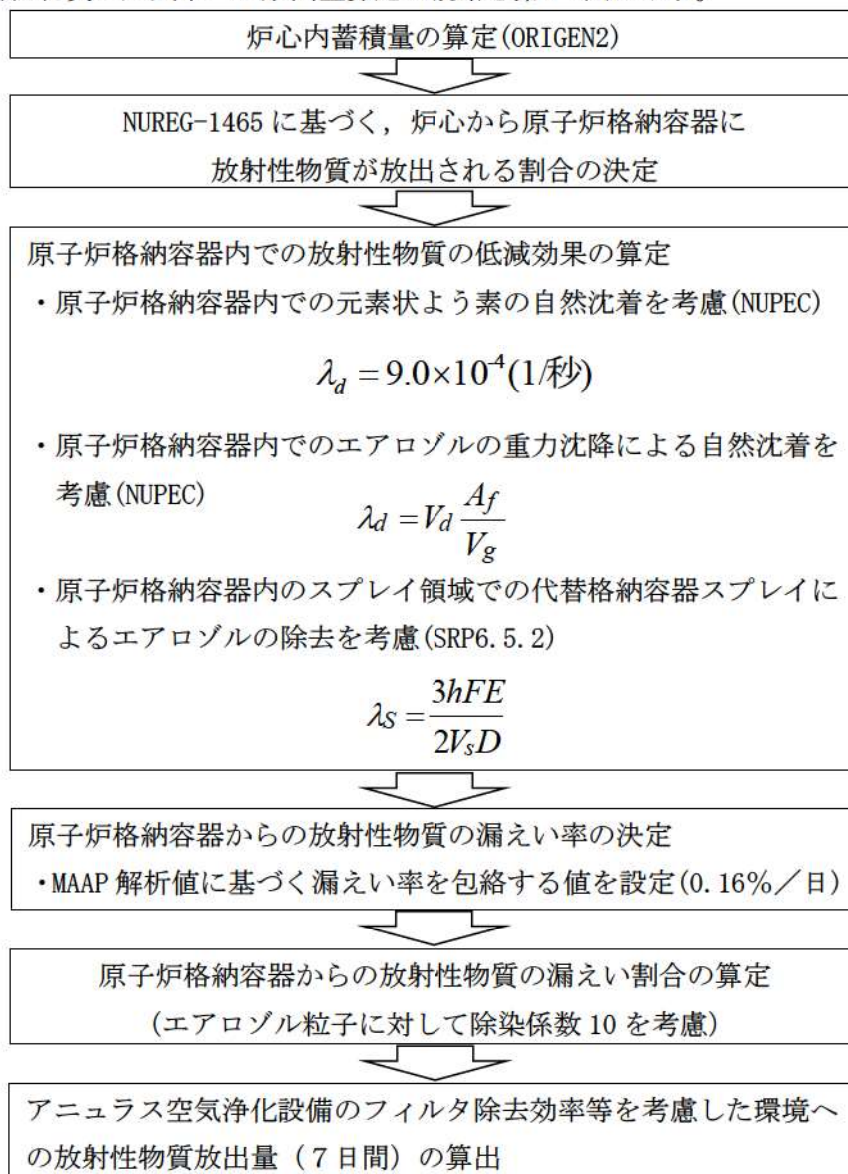 炉心内蓄積量の算定(ORIGEN2)
NUREG-1465 に基づく，炉心から原子炉格納容器に
放射性物質が放出される割合の決定
原子炉格納容器内での放射性物質の低減効果の算定
・原子炉格納容器内での元素状よう素の自然沈着を考慮(NUPEC)
λ_d = 9.0×10^-4 (1/秒)
・原子炉格納容器内でのエアロゾルの重力沈降による自然沈着を
考慮(NUPEC)
λ_d = V_d A_f / V_g
・原子炉格納容器内のスプレイ領域での代替格納容器スプレイに
よるエアロゾルの除去を考慮(SRP6.5.2)
λ_S = 3hFE / 2V_sD
原子炉格納容器からの放射性物質の漏えい率の決定
・MAAP 解析値に基づく漏えい率を包絡する値を設定(0.16%／日)
原子炉格納容器からの放射性物質の漏えい割合の算定
(エアロゾル粒子に対して除染係数 10 を考慮)
アニュラス空気浄化設備のフィルタ除去効率等を考慮した環境へ
の放射性物質放出量（７日間）の算出